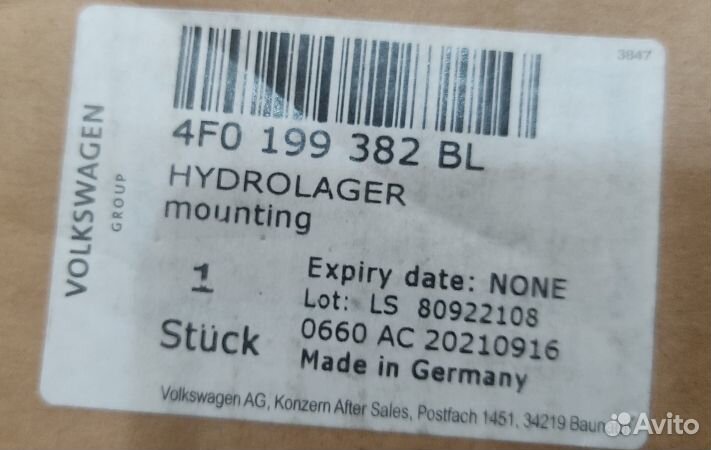 3847
4F0 199 382 BL
HYDROLAGER
mounting
VOLKSWAGEN
GROUP
1
Stück
Expiry date: NONE
Lot: LS 80922108
0660 AC 20210916
Made in Germany
Volkswagen AG, Konzern After Sales, Postfach 1451, 34219
Avito